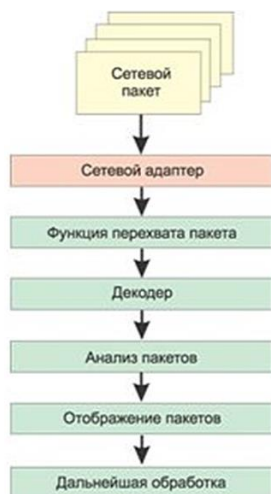 Сетевой
пакет
Сетевой адаптер
Функция перехвата пакета
Декодер
Анализ пакетов
Отображение пакетов
Дальнейшая обработка